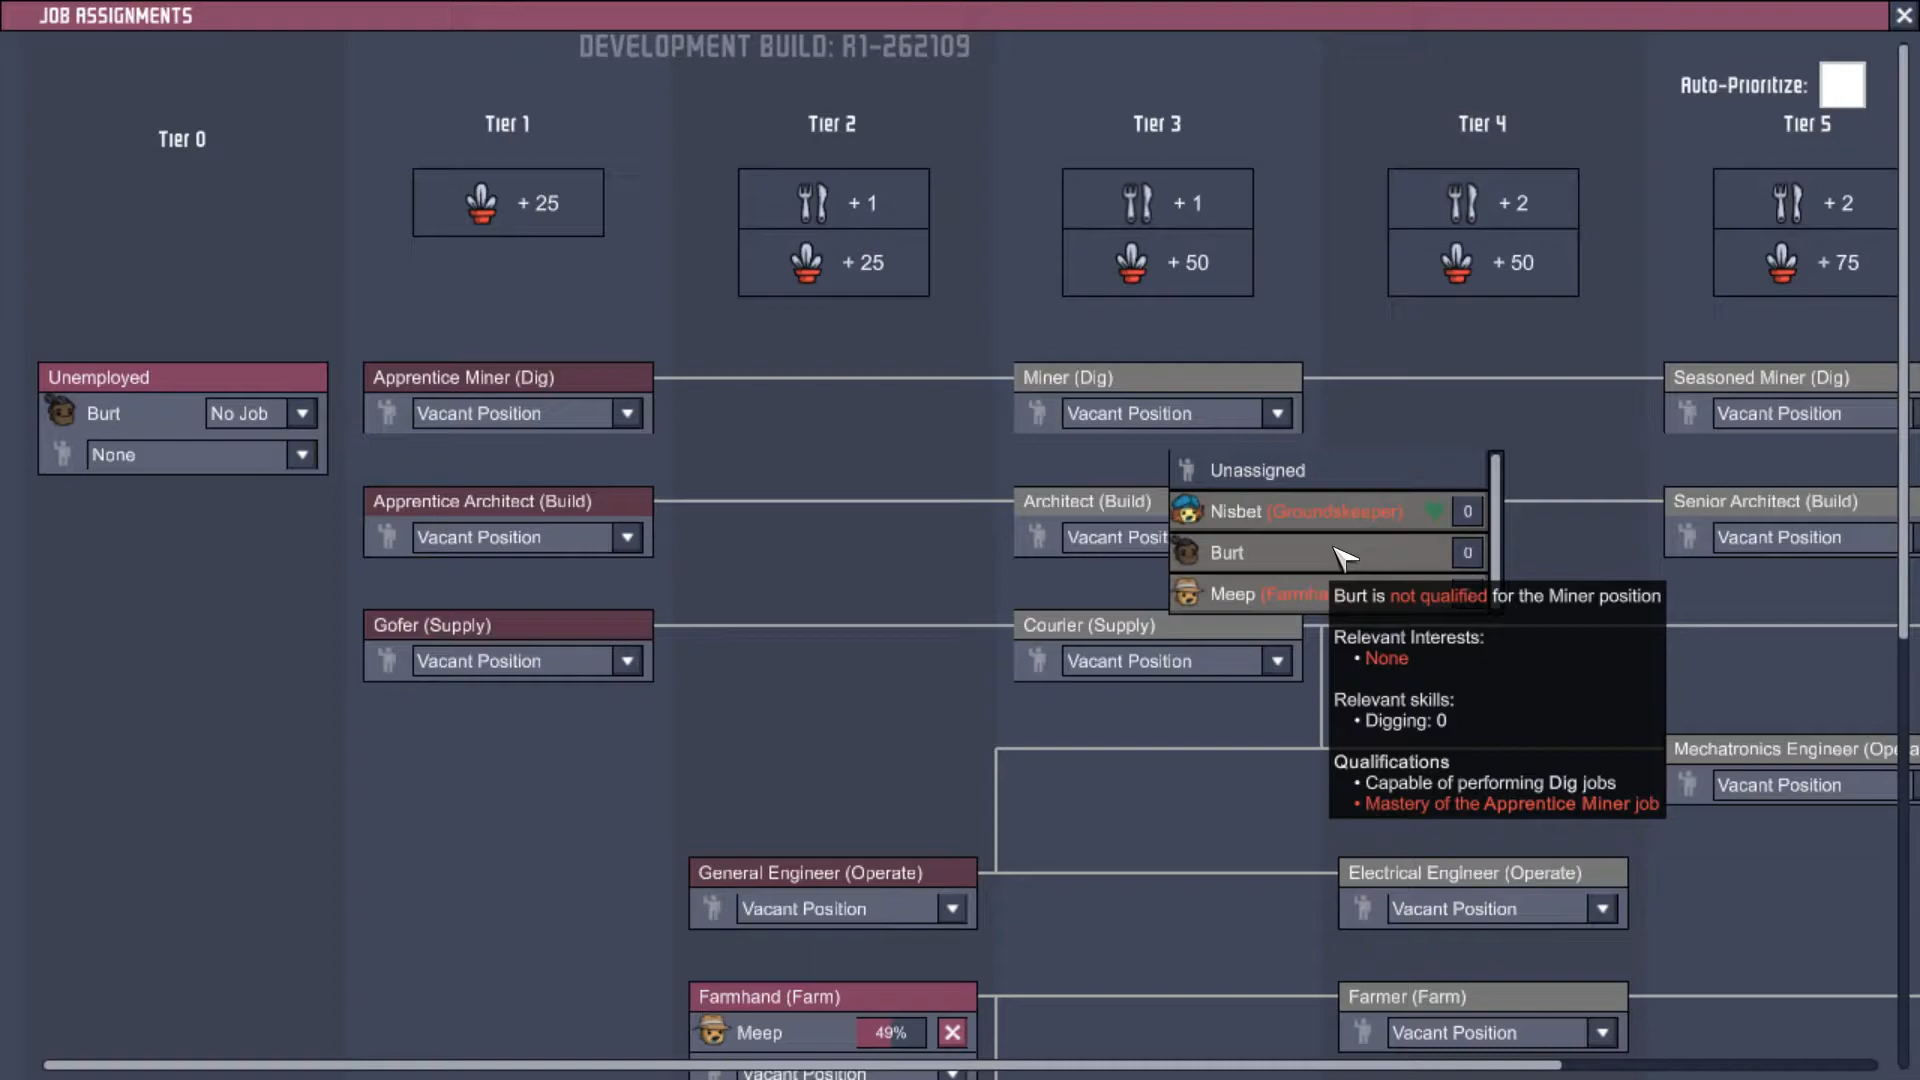 JOB ASSIGNMENTS
DEVELOPMENT BUILD: R1-262109
Auto-Prioritize:
Tier 0
Tier 1
Tier 2
Tier 3
Tier 4
Tier 5
+ 25
+ 1
+ 1
+ 2
+ 2
+ 25
+ 50
+ 50
+ 75
Unemployed
Burt
No Job
None
Apprentice Miner (Dig)
Vacant Position
Miner (Dig)
Vacant Position
Seasoned Miner (Dig)
Vacant Position
Unassigned
Nisbet (Groundskeeper)
0
Burt
0
Meep (Farmha
Apprentice Architect (Build)
Vacant Position
Architect (Build)
Vacant Posit
Senior Architect (Build)
Vacant Position
Burt is not qualified for the Miner position
Relevant Interests:
• None
Relevant skills:
• Digging: 0
Qualifications
• Capable of performing Dig jobs
• Mastery of the Apprentice Miner job
Gofer (Supply)
Vacant Position
Courier (Supply)
Vacant Position
Mechatronics Engineer (Ope
Vacant Position
General Engineer (Operate)
Vacant Position
Electrical Engineer (Operate)
Vacant Position
Farmhand (Farm)
Meep
49%
Vacant Position
Farmer (Farm)
Vacant Position